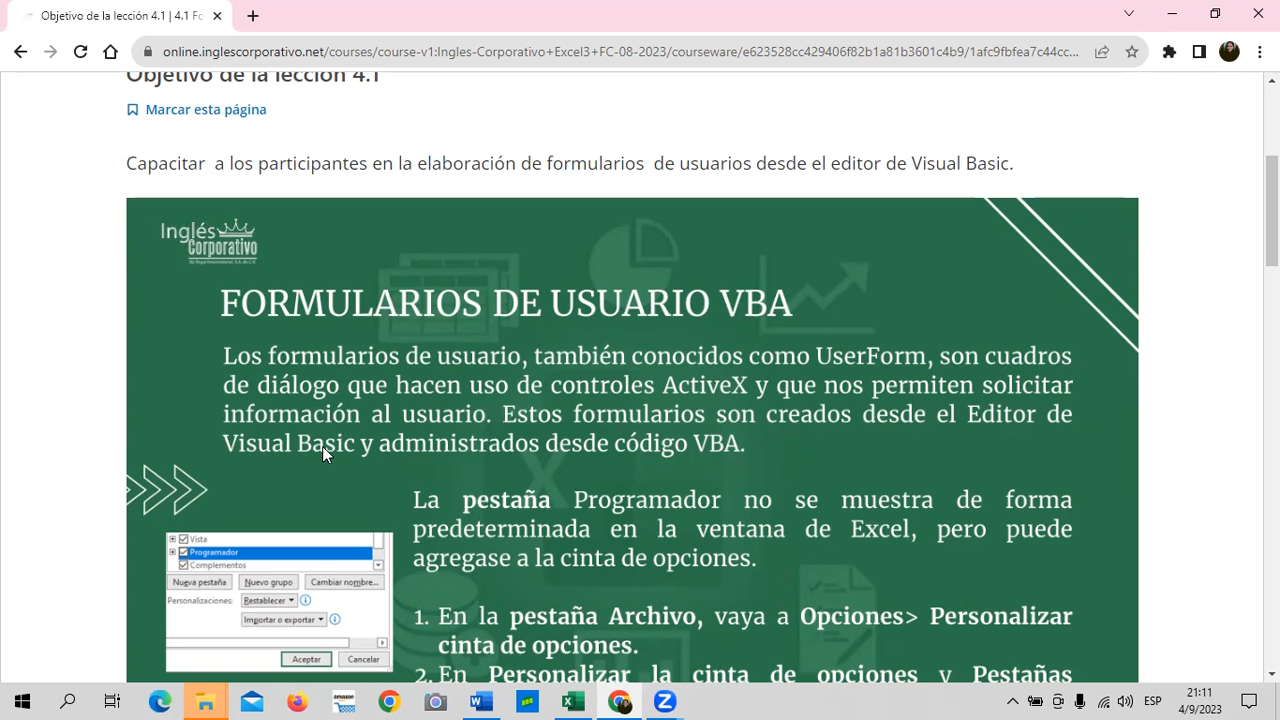 Objetivo de la lección 4.1 | 4.1 Fo
online.inglescorporativo.net/courses/course-v1:Ingles-Corporativo+Excel3+FC-08-2023/courseware/e623528cc429406f82b1a81b3601c4b9/1afc9fbfea7c44cc...
Objetivo de la lección 4.1
Marcar esta página
Capacitar a los participantes en la elaboración de formularios de usuarios desde el editor de Visual Basic.
Inglés
Corporativo
FORMULARIOS DE USUARIO VBA
Los formularios de usuario, también conocidos como UserForm, son cuadros
de diálogo que hacen uso de controles ActiveX y que nos permiten solicitar
información al usuario. Estos formularios son creados desde el Editor de
Visual Basic y administrados desde código VBA.
La pestaña Programador no se muestra de forma
predeterminada en la ventana de Excel, pero puede
agregase a la cinta de opciones.
Vista
Programador
Complementos
Nueva pestaña Nuevo grupo Cambiar nombre...
Personalizaciones: Restablecer
Importar o exportar
Aceptar Cancelar
1. En la pestaña Archivo, vaya a Opciones> Personalizar
cinta de opciones.
2. En Personalizar la cinta de opciones y Pestañas
amazon
ESP
21:11
4/9/2023